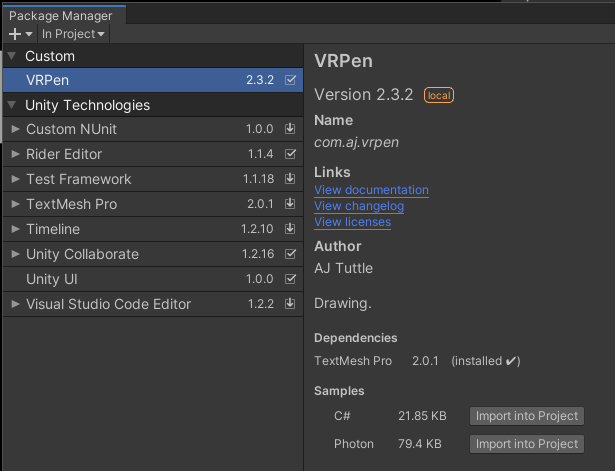 Package Manager
In Project
Custom
VRPen 2.3.2
Unity Technologies
Custom NUnit 1.0.0
Rider Editor 1.1.4
Test Framework 1.1.18
TextMesh Pro 2.0.1
Timeline 1.2.10
Unity Collaborate 1.2.16
Unity UI 1.0.0
Visual Studio Code Editor 1.2.2
VRPen
Version 2.3.2 local
Name
com.aj.vrpen
Links
View documentation
View changelog
View licenses
Author
AJ Tuttle
Drawing.
Dependencies
TextMesh Pro 2.0.1 (installed ✔)
Samples
C# 21.85 KB Import into Project
Photon 79.4 KB Import into Project